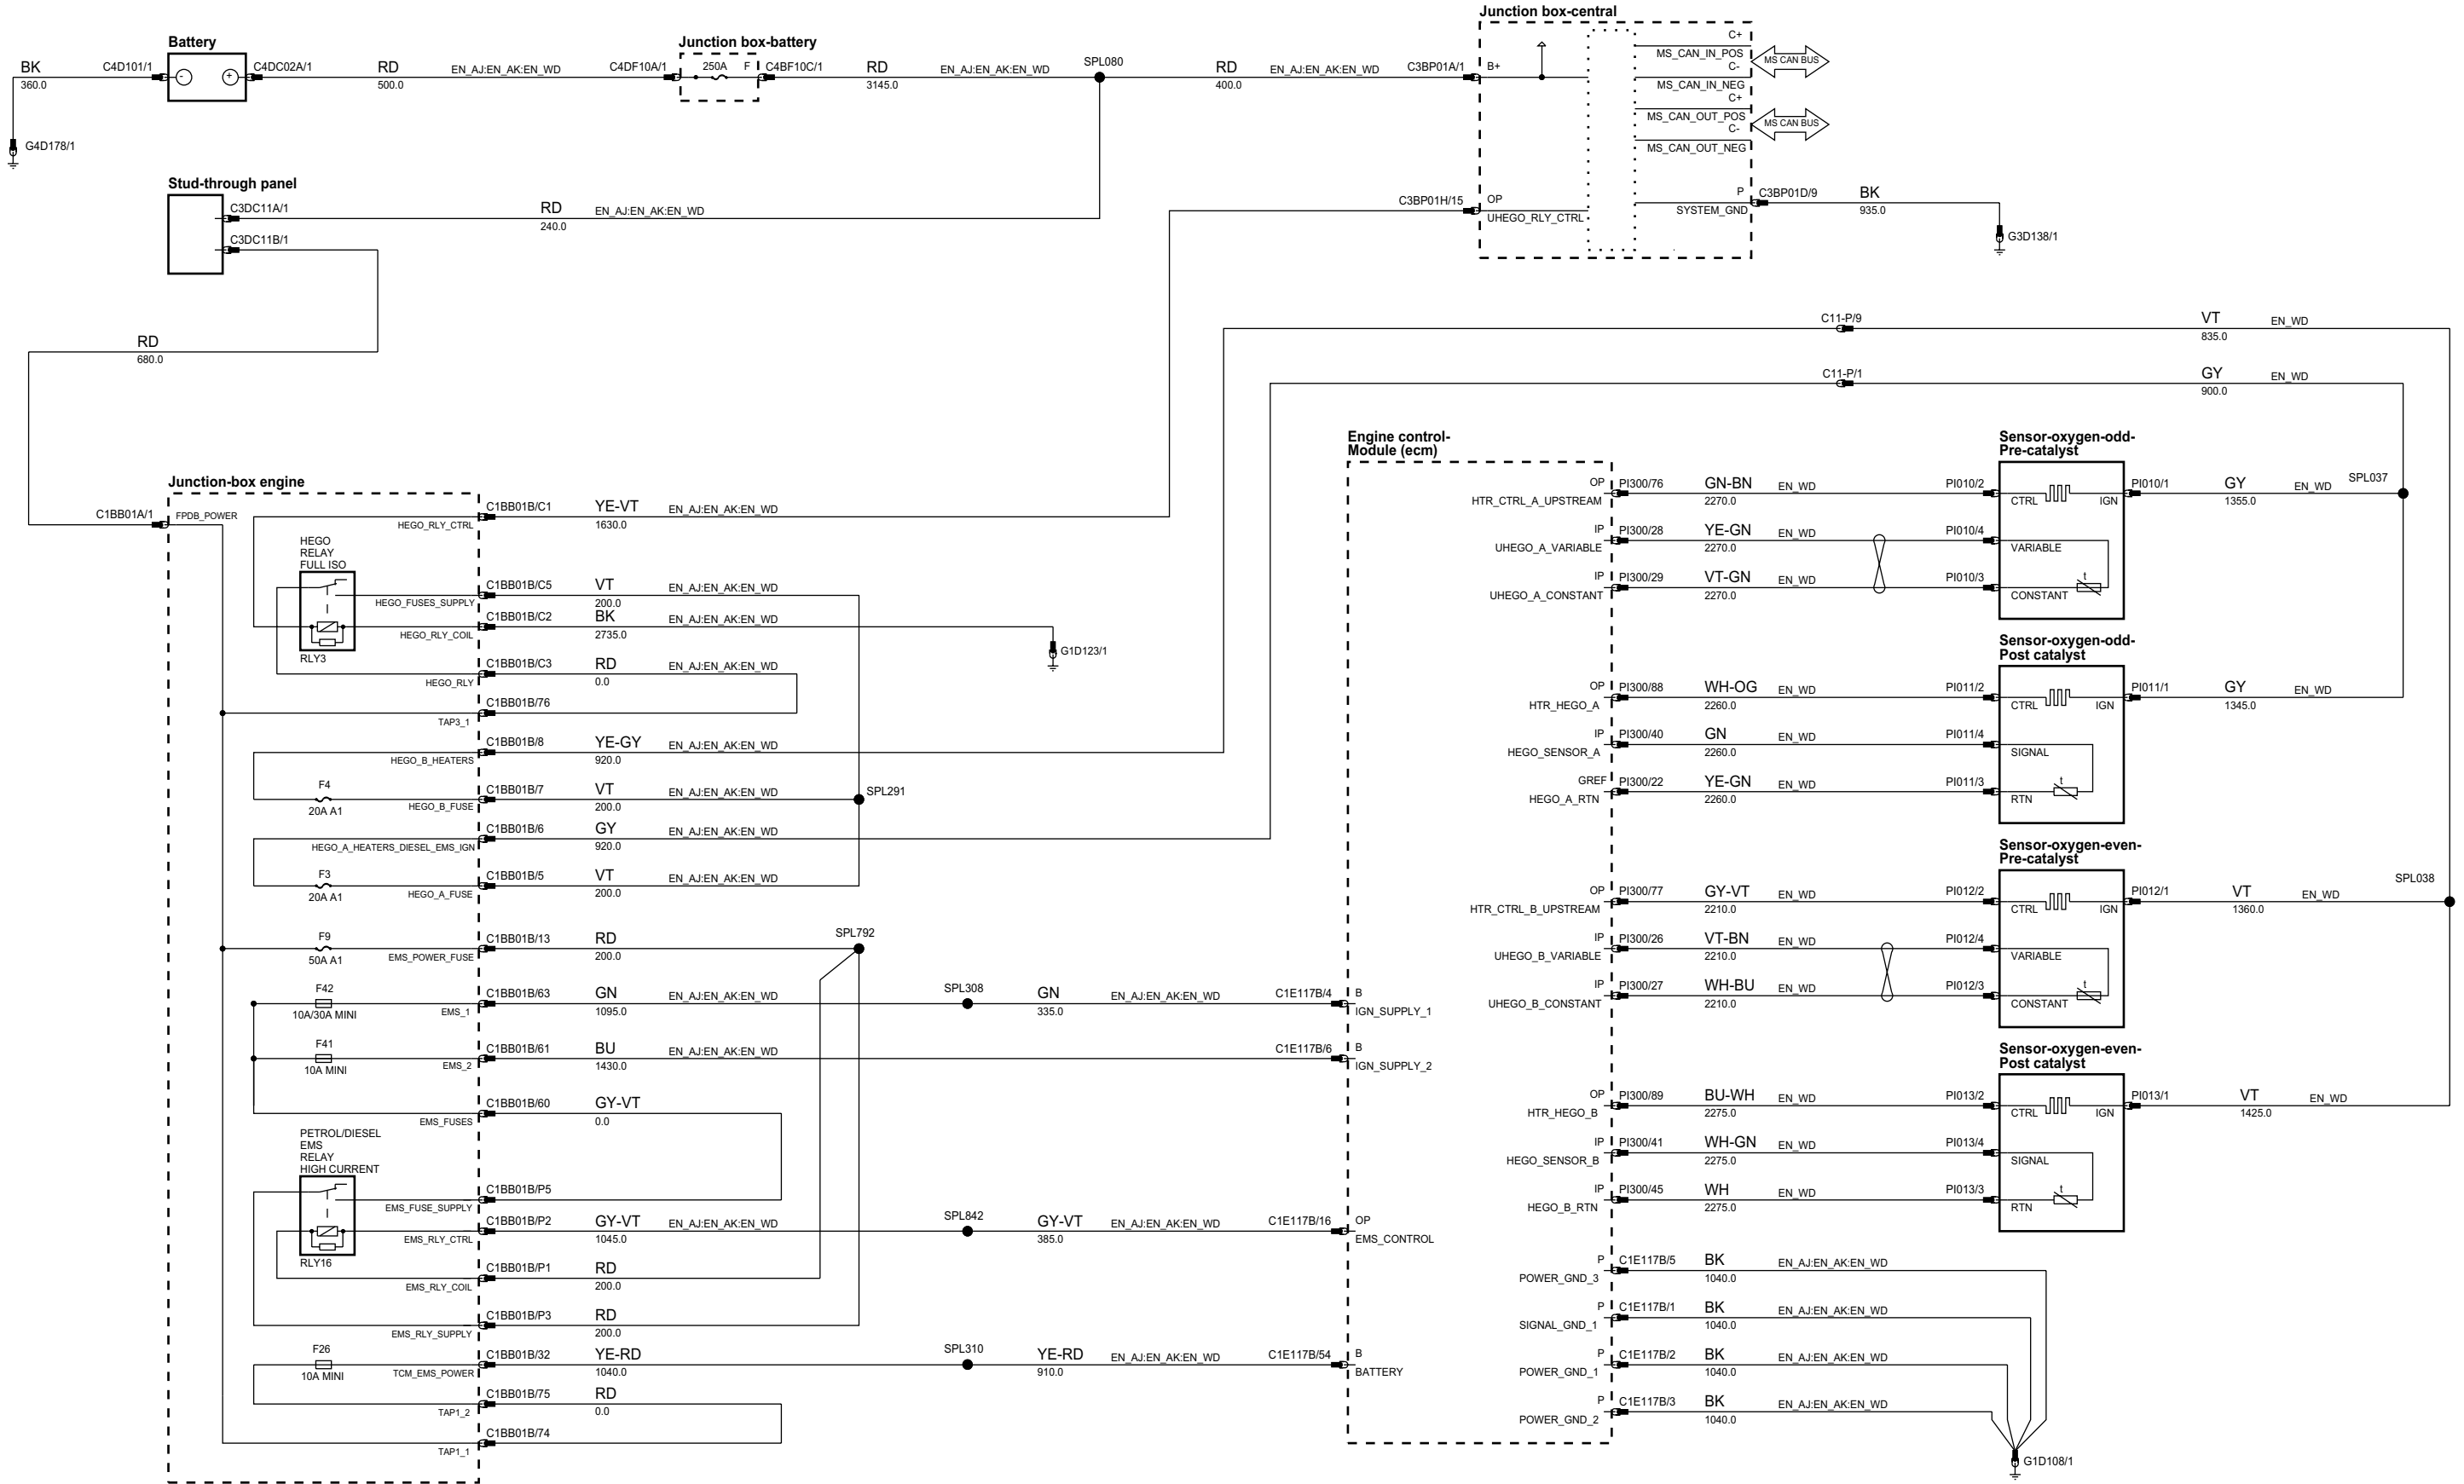 Junction box-central
Battery
Junction box-battery
BK
360.0
C4D101/1
-
+
C4DC02A/1
RD
500.0
EN_AJ:EN_AK:EN_WD
C4DF10A/1
250A
F
C4BF10C/1
RD
3145.0
EN_AJ:EN_AK:EN_WD
SPL080
RD
400.0
EN_AJ:EN_AK:EN_WD
C3BP01A/1
B+
C+
MS_CAN_IN_POS
C-
MS CAN BUS
MS_CAN_IN_NEG
C+
MS_CAN_OUT_POS
C-
MS CAN BUS
MS_CAN_OUT_NEG
G4D178/1
Stud-through panel
C3DC11A/1
RD
240.0
EN_AJ:EN_AK:EN_WD
C3DC11B/1
C3BP01H/15
OP
UHEGO_RLY_CTRL
P
SYSTEM_GND
C3BP01D/9
BK
935.0
G3D138/1
RD
680.0
C11-P/9
VT
835.0
EN_WD
C11-P/1
GY
900.0
EN_WD
Junction-box engine
C1BB01A/1
FPDB_POWER
HEGO_RLY_CTRL
C1BB01B/C1
YE-VT
1630.0
EN_AJ:EN_AK:EN_WD
HEGO
RELAY
FULL ISO
RLY3
HEGO_FUSES_SUPPLY
C1BB01B/C5
VT
200.0
EN_AJ:EN_AK:EN_WD
HEGO_RLY_COIL
C1BB01B/C2
BK
2735.0
EN_AJ:EN_AK:EN_WD
G1D123/1
HEGO_RLY
C1BB01B/C3
RD
0.0
EN_AJ:EN_AK:EN_WD
TAP3_1
C1BB01B/76
HEGO_B_HEATERS
C1BB01B/8
YE-GY
920.0
EN_AJ:EN_AK:EN_WD
F4
20A A1
HEGO_B_FUSE
C1BB01B/7
VT
200.0
EN_AJ:EN_AK:EN_WD
SPL291
HEGO_A_HEATERS_DIESEL_EMS_IGN
C1BB01B/6
GY
920.0
EN_AJ:EN_AK:EN_WD
F3
20A A1
HEGO_A_FUSE
C1BB01B/5
VT
200.0
EN_AJ:EN_AK:EN_WD
F9
50A A1
EMS_POWER_FUSE
C1BB01B/13
RD
200.0
SPL792
F42
10A/30A MINI
EMS_1
C1BB01B/63
GN
1095.0
EN_AJ:EN_AK:EN_WD
SPL308
GN
335.0
EN_AJ:EN_AK:EN_WD
C1E117B/4
B
IGN_SUPPLY_1
F41
10A MINI
EMS_2
C1BB01B/61
BU
1430.0
EN_AJ:EN_AK:EN_WD
C1E117B/6
B
IGN_SUPPLY_2
EMS_FUSES
C1BB01B/60
GY-VT
0.0
PETROL/DIESEL
EMS
RELAY
HIGH CURRENT
RLY16
EMS_FUSE_SUPPLY
C1BB01B/P5
EMS_RLY_CTRL
C1BB01B/P2
GY-VT
1045.0
EN_AJ:EN_AK:EN_WD
SPL842
GY-VT
385.0
EN_AJ:EN_AK:EN_WD
C1E117B/16
OP
EMS_CONTROL
EMS_RLY_COIL
C1BB01B/P1
RD
200.0
EMS_RLY_SUPPLY
C1BB01B/P3
RD
200.0
F26
10A MINI
TCM_EMS_POWER
C1BB01B/32
YE-RD
1040.0
SPL310
YE-RD
910.0
EN_AJ:EN_AK:EN_WD
C1E117B/54
B
BATTERY
TAP1_2
C1BB01B/75
RD
0.0
TAP1_1
C1BB01B/74
Engine control-
Module (ecm)
OP
HTR_CTRL_A_UPSTREAM
PI300/76
GN-BN
2270.0
EN_WD
PI010/2
IP
UHEGO_A_VARIABLE
PI300/28
YE-GN
2270.0
EN_WD
PI010/4
IP
UHEGO_A_CONSTANT
PI300/29
VT-GN
2270.0
EN_WD
PI010/3
Sensor-oxygen-odd-
Pre-catalyst
CTRL
IGN
VARIABLE
t
CONSTANT
PI010/1
GY
1355.0
EN_WD
SPL037
OP
HTR_HEGO_A
PI300/88
WH-OG
2260.0
EN_WD
PI011/2
IP
HEGO_SENSOR_A
PI300/40
GN
2260.0
EN_WD
PI011/4
GREF
HEGO_A_RTN
PI300/22
YE-GN
2260.0
EN_WD
PI011/3
Sensor-oxygen-odd-
Post catalyst
CTRL
IGN
SIGNAL
t
RTN
PI011/1
GY
1345.0
EN_WD
OP
HTR_CTRL_B_UPSTREAM
PI300/77
GY-VT
2210.0
EN_WD
PI012/2
IP
UHEGO_B_VARIABLE
PI300/26
VT-BN
2210.0
EN_WD
PI012/4
IP
UHEGO_B_CONSTANT
PI300/27
WH-BU
2210.0
EN_WD
PI012/3
Sensor-oxygen-even-
Pre-catalyst
CTRL
IGN
VARIABLE
t
CONSTANT
PI012/1
VT
1360.0
EN_WD
SPL038
OP
HTR_HEGO_B
PI300/89
BU-WH
2275.0
EN_WD
PI013/2
IP
HEGO_SENSOR_B
PI300/41
WH-GN
2275.0
EN_WD
PI013/4
IP
HEGO_B_RTN
PI300/45
WH
2275.0
EN_WD
PI013/3
Sensor-oxygen-even-
Post catalyst
CTRL
IGN
SIGNAL
t
RTN
PI013/1
VT
1425.0
EN_WD
P
POWER_GND_3
C1E117B/5
BK
1040.0
EN_AJ:EN_AK:EN_WD
P
SIGNAL_GND_1
C1E117B/1
BK
1040.0
EN_AJ:EN_AK:EN_WD
P
POWER_GND_1
C1E117B/2
BK
1040.0
EN_AJ:EN_AK:EN_WD
P
POWER_GND_2
C1E117B/3
BK
1040.0
EN_AJ:EN_AK:EN_WD
G1D108/1